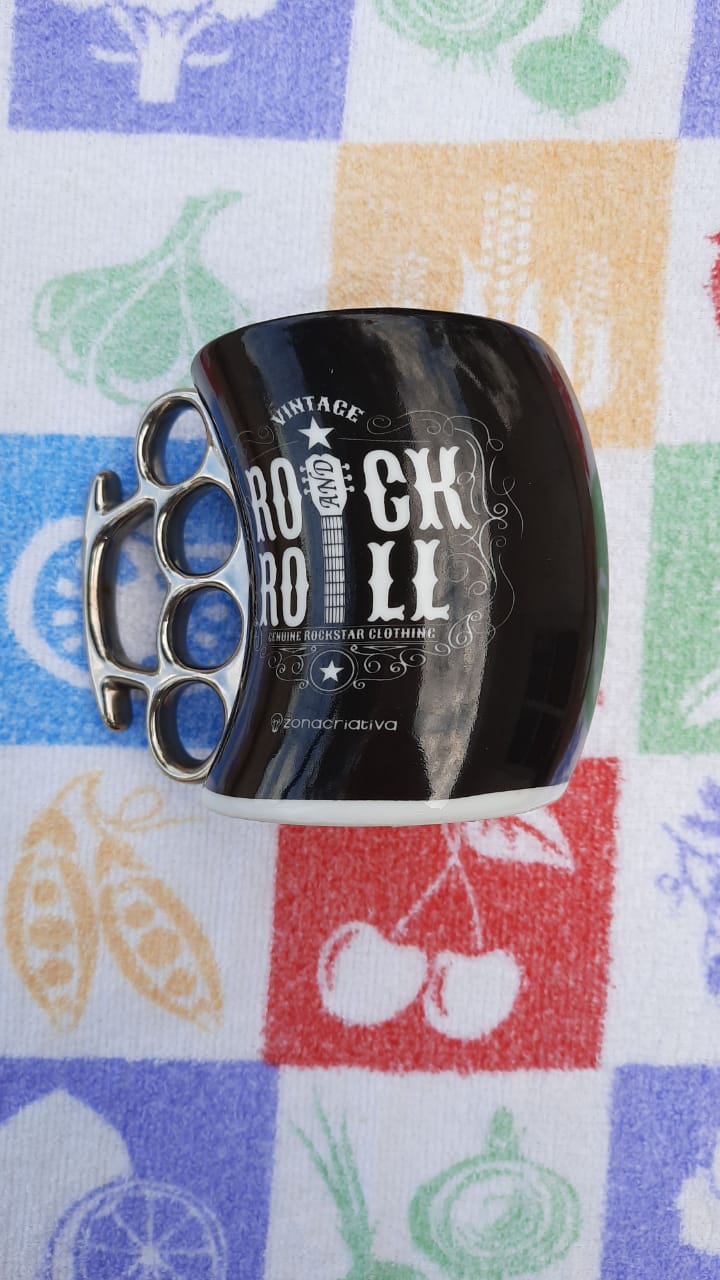 VINTAGE
ROCK
AND
ROLL
GENUINE ROCKSTAR CLOTHING
zonacriativa